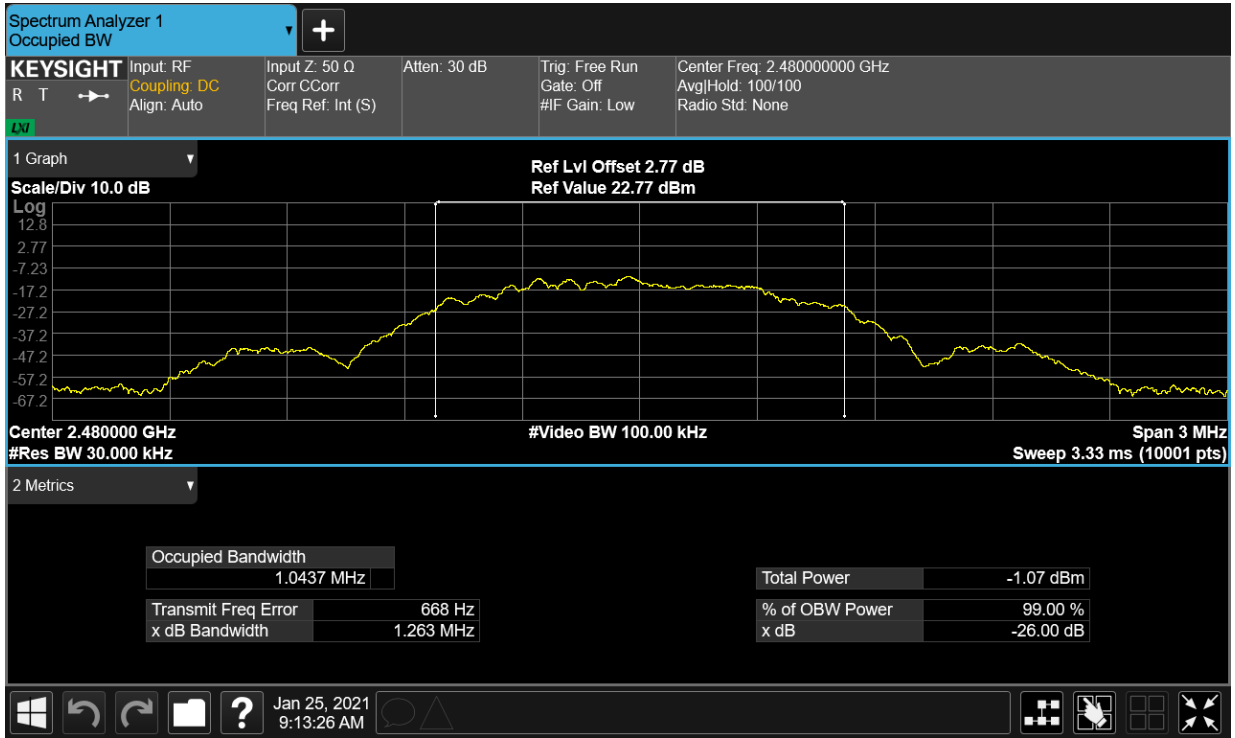 Spectrum Analyzer 1
Occupied BW
KEYSIGHT
R T
LXI
Input: RF
Coupling: DC
Align: Auto
Input Z: 50 Ω
Corr CCorr
Freq Ref: Int (S)
Atten: 30 dB
Trig: Free Run
Gate: Off
#IF Gain: Low
Center Freq: 2.480000000 GHz
Avg|Hold: 100/100
Radio Std: None
1 Graph
Scale/Div 10.0 dB
Ref Lvl Offset 2.77 dB
Ref Value 22.77 dBm
Log
12.8
2.77
-7.23
-17.2
-27.2
-37.2
-47.2
-57.2
-67.2
Center 2.480000 GHz
#Video BW 100.00 kHz
Span 3 MHz
#Res BW 30.000 kHz
Sweep 3.33 ms (10001 pts)
2 Metrics
Occupied Bandwidth
1.0437 MHz
Total Power -1.07 dBm
Transmit Freq Error 668 Hz
% of OBW Power 99.00 %
x dB Bandwidth 1.263 MHz
x dB -26.00 dB
?
Jan 25, 2021
9:13:26 AM